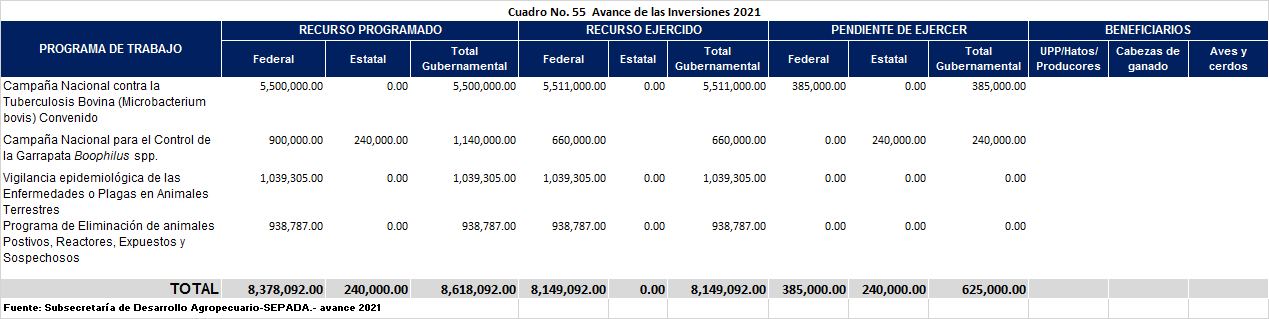 Cuadro No. 55  Avance de las Inversiones 2021
PROGRAMA DE TRABAJO RECURSO PROGRAMADO RECURSO EJERCIDO PENDIENTE DE EJERCER BENEFICIARIOS
Federal Estatal Total Gubernamental Federal Estatal Total Gubernamental Federal Estatal Total Gubernamental UPP/Hatos/ Producores Cabezas de ganado Aves y cerdos
Campaña Nacional contra la 5,500,000.00 0.00 5,500,000.00 5,511,000.00 0.00 5,511,000.00 385,000.00 0.00 385,000.00
Tuberculosis Bovina (Microbacterium
bovis) Convenido
Campaña Nacional para el Control de 900,000.00 240,000.00 1,140,000.00 660,000.00 660,000.00 0.00 240,000.00 240,000.00
la Garrapata Boophilus spp.
Vigilancia epidemiológica de las 1,039,305.00 0.00 1,039,305.00 1,039,305.00 0.00 1,039,305.00 0.00 0.00 0.00
Enfermedades o Plagas en Animales
Terrestres
Programa de Eliminación de animales 938,787.00 0.00 938,787.00 938,787.00 0.00 938,787.00 0.00 0.00 0.00
Postivos, Reactores, Expuestos y
Sospechosos
TOTAL 8,378,092.00 240,000.00 8,618,092.00 8,149,092.00 0.00 8,149,092.00 385,000.00 240,000.00 625,000.00
Fuente: Subsecretaría de Desarrollo Agropecuario-SEPADA.- avance 2021